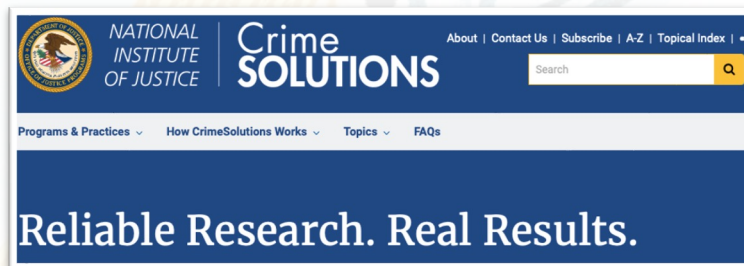 NATIONAL
INSTITUTE
OF JUSTICE
Crime
SOLUTIONS
About | Contact Us | Subscribe | A-Z | Topical Index |
Search
Programs & Practices
How CrimeSolutions Works
Topics
FAQs
Reliable Research. Real Results.